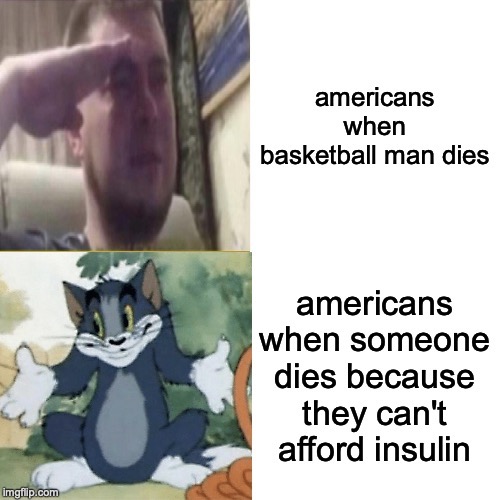 americans
when
basketball man dies
americans
when someone
dies because
they can't
afford insulin
imgflip.com